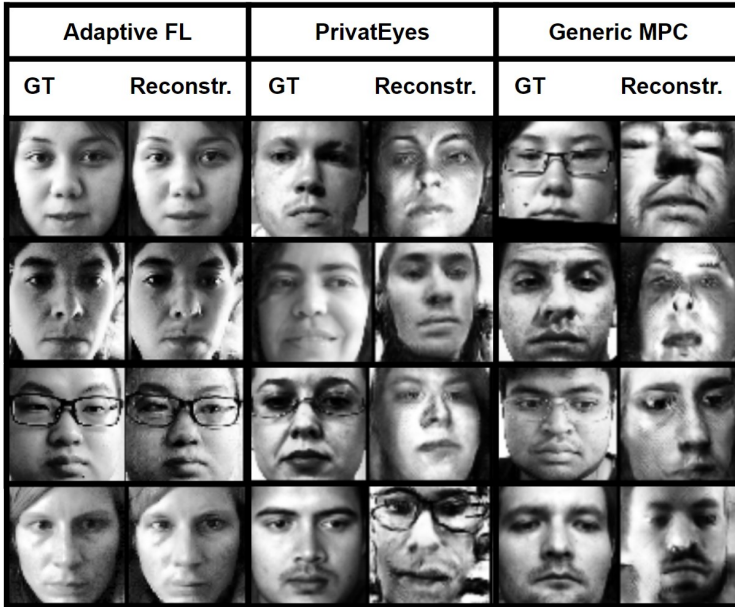 Adaptive FL PrivatEyes Generic MPC
GT Reconstr. GT Reconstr. GT Reconstr.